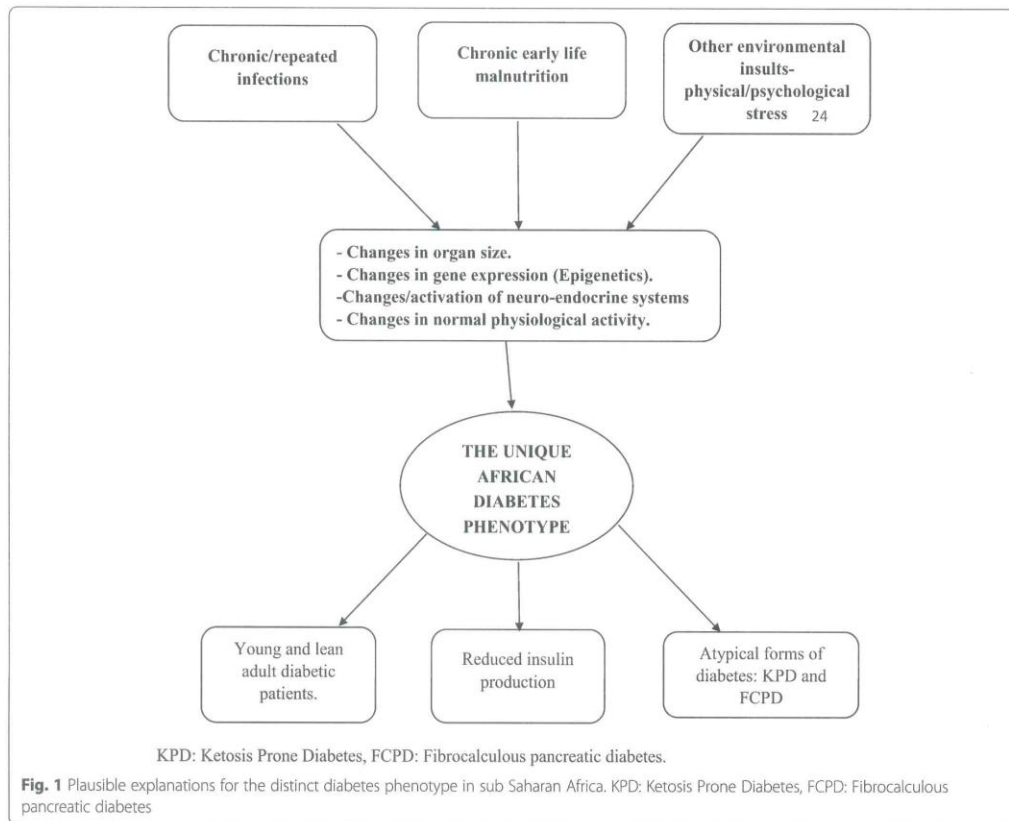 Chronic/repeated
infections
Chronic early life
malnutrition
Other environmental
insults-
physical/psychological
stress 24
- Changes in organ size.
- Changes in gene expression (Epigenetics).
-Changes/activation of neuro-endocrine systems
- Changes in normal physiological activity.
THE UNIQUE
AFRICAN
DIABETES
PHENOTYPE
Young and lean
adult diabetic
patients.
Reduced insulin
production
Atypical forms of
diabetes: KPD and
FCPD
KPD: Ketosis Prone Diabetes, FCPD: Fibrocalculous pancreatic diabetes.
Fig. 1 Plausible explanations for the distinct diabetes phenotype in sub Saharan Africa. KPD: Ketosis Prone Diabetes, FCPD: Fibrocalculous
pancreatic diabetes